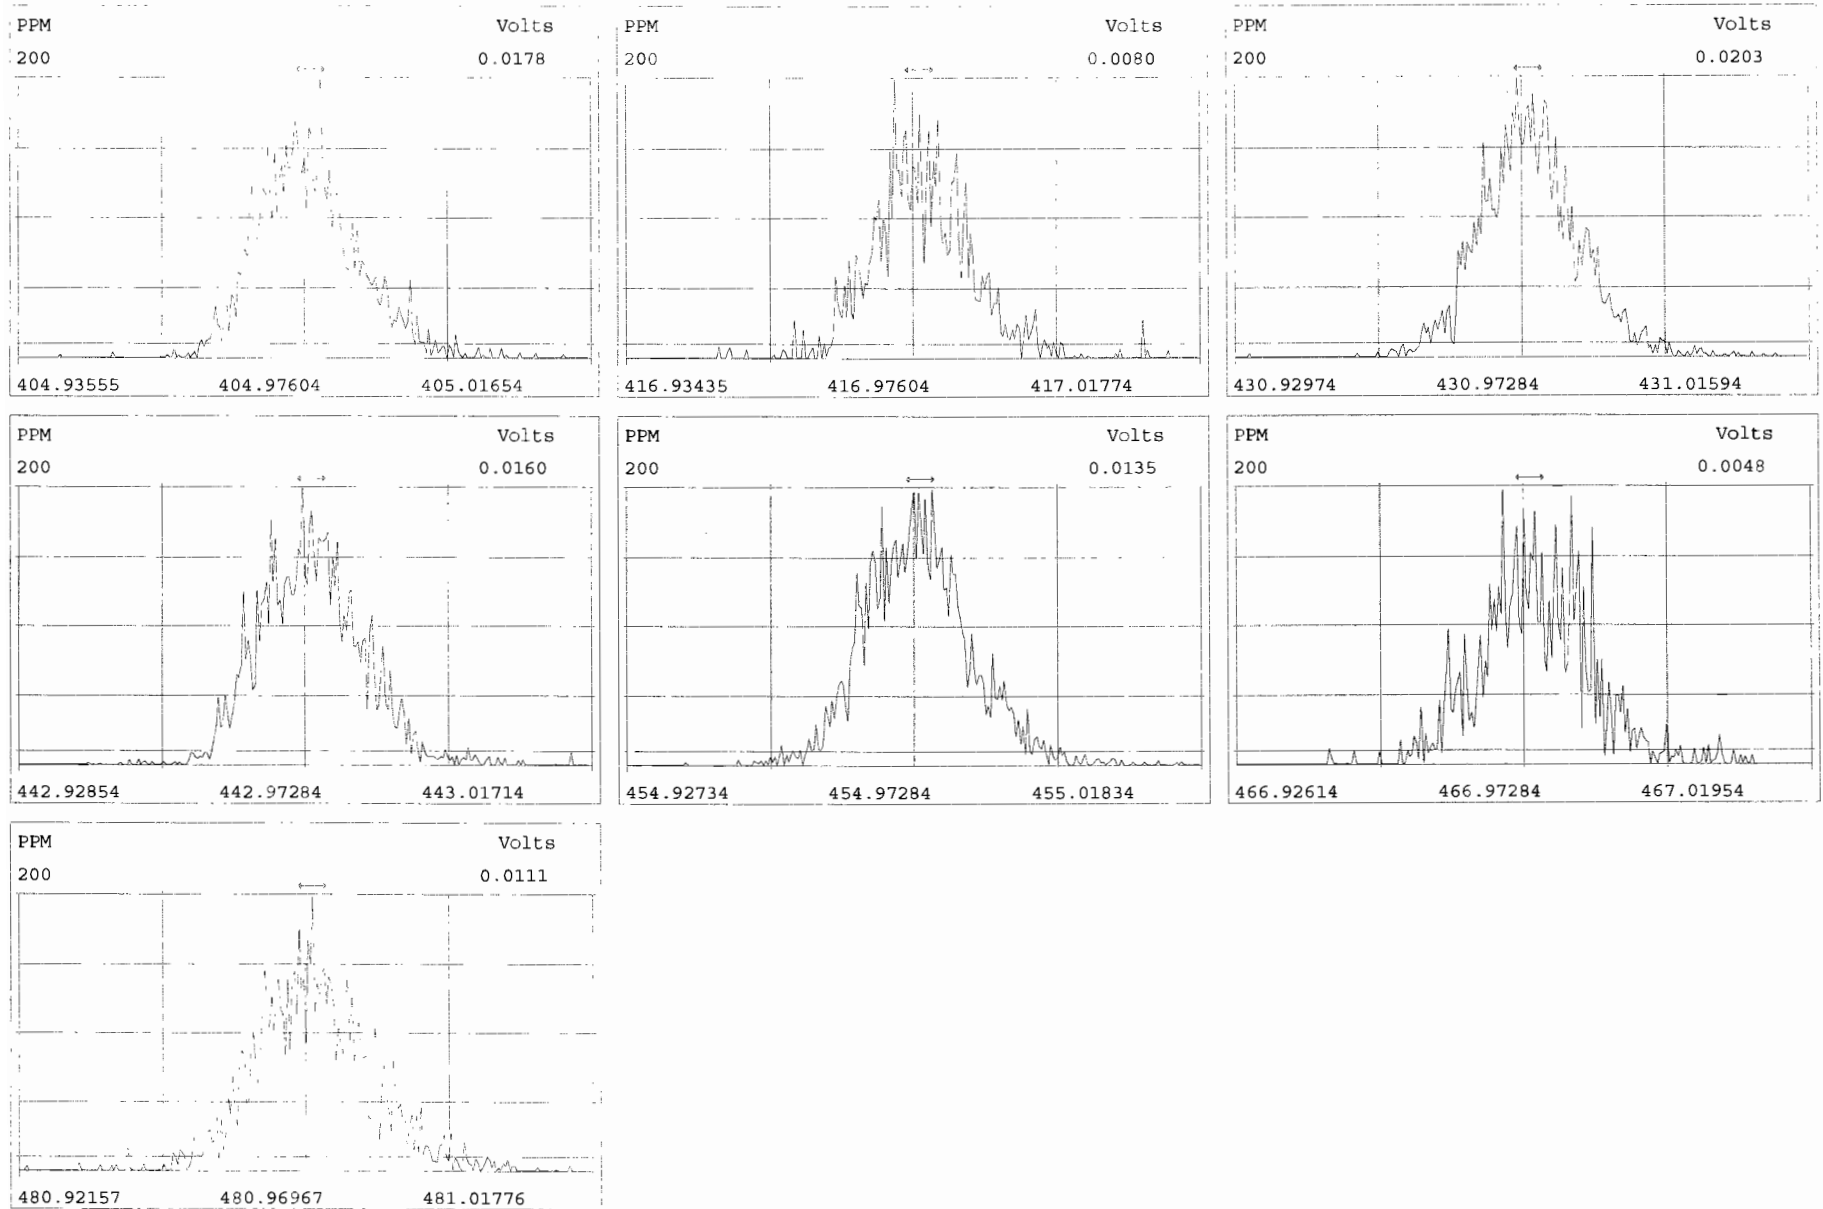 PPM Volts
200 0.0178
404.93555 404.97604 405.01654
PPM Volts
200 0.0080
416.93435 416.97604 417.01774
PPM Volts
200 0.0203
430.92974 430.97284 431.01594
PPM Volts
200 0.0160
442.92854 442.97284 443.01714
PPM Volts
200 0.0135
454.92734 454.97284 455.01834
PPM Volts
200 0.0048
466.92614 466.97284 467.01954
PPM Volts
200 0.0111
480.92157 480.96967 481.01776